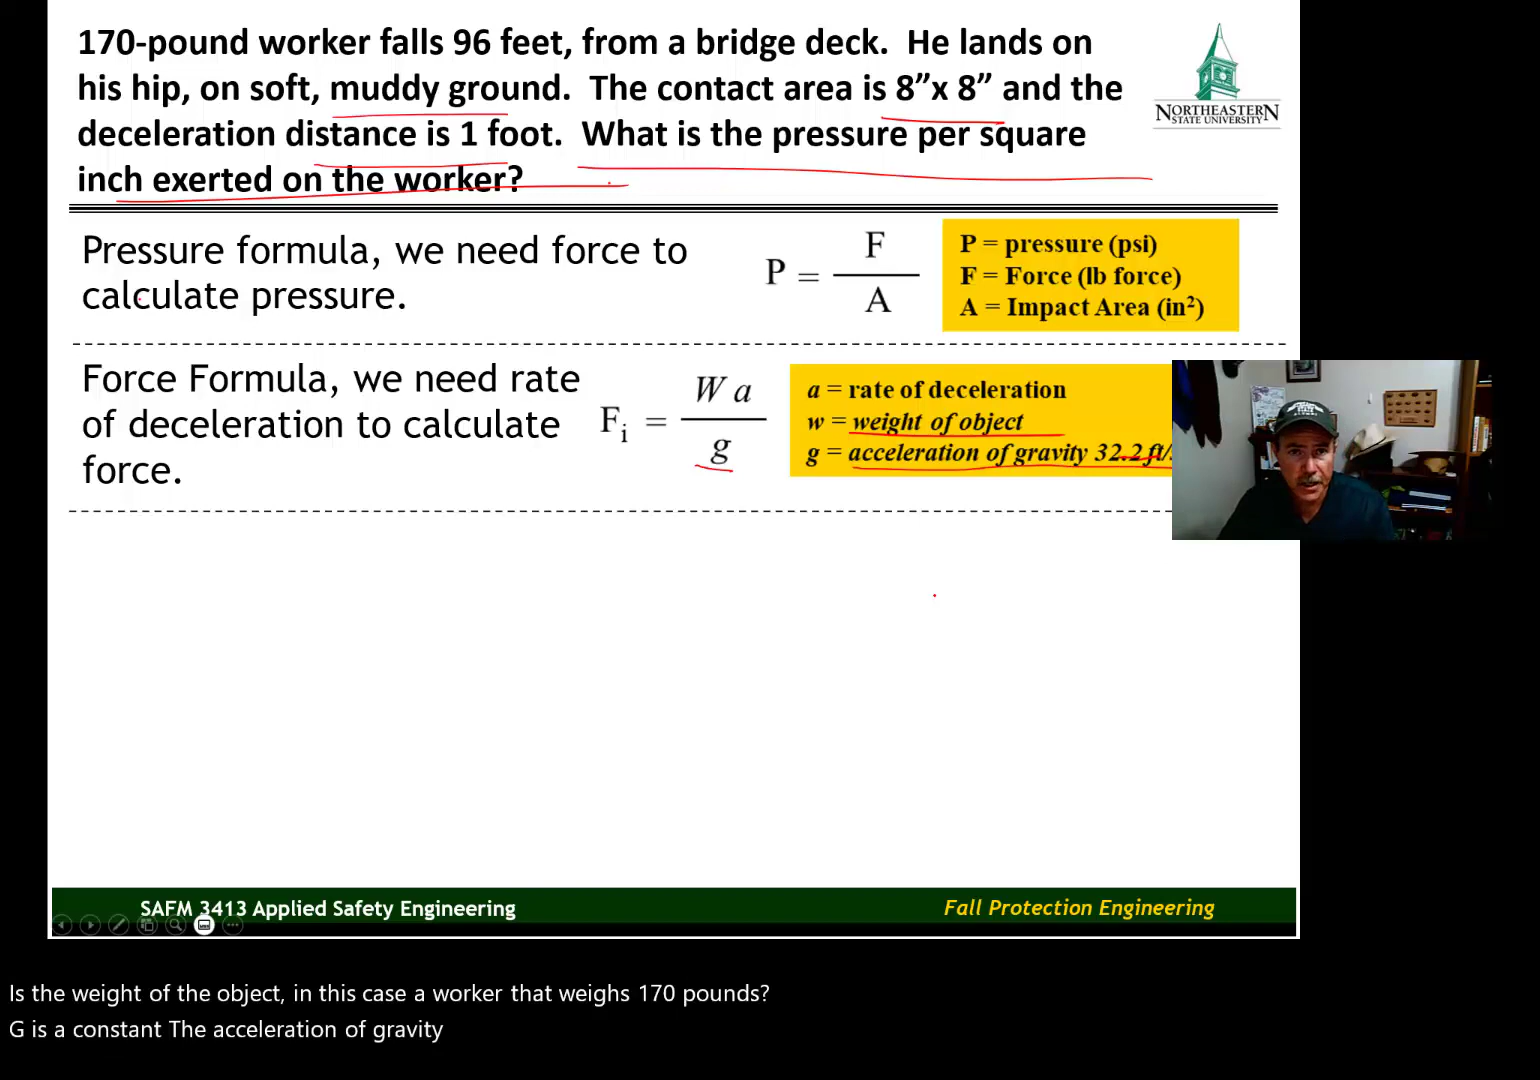 170-pound worker falls 96 feet, from a bridge deck. He lands on
his hip, on soft, muddy ground. The contact area is 8”x 8” and the
deceleration distance is 1 foot. What is the pressure per square
inch exerted on the worker?
NORTHEASTERN
STATE UNIVERSITY
Pressure formula, we need force to
calculate pressure.
P = F / A
P = pressure (psi)
F = Force (lb force)
A = Impact Area (in²)
Force Formula, we need rate
of deceleration to calculate
force.
Fi = W a / g
a = rate of deceleration
w = weight of object
g = acceleration of gravity 32.2 ft/
SAFM 3413 Applied Safety Engineering
Fall Protection Engineering
Is the weight of the object, in this case a worker that weighs 170 pounds?
G is a constant The acceleration of gravity